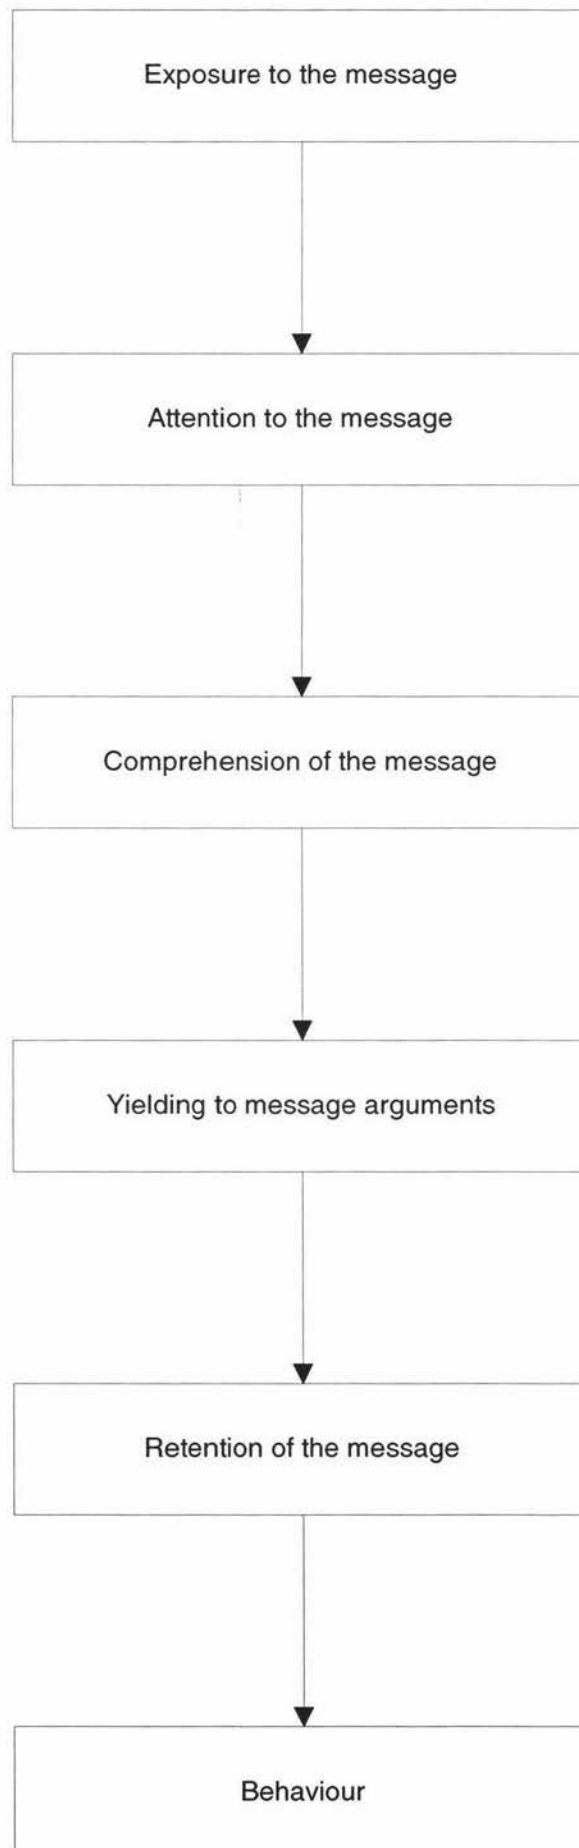 Exposure to the message
Attention to the message
Comprehension of the message
Yielding to message arguments
Retention of the message
Behaviour